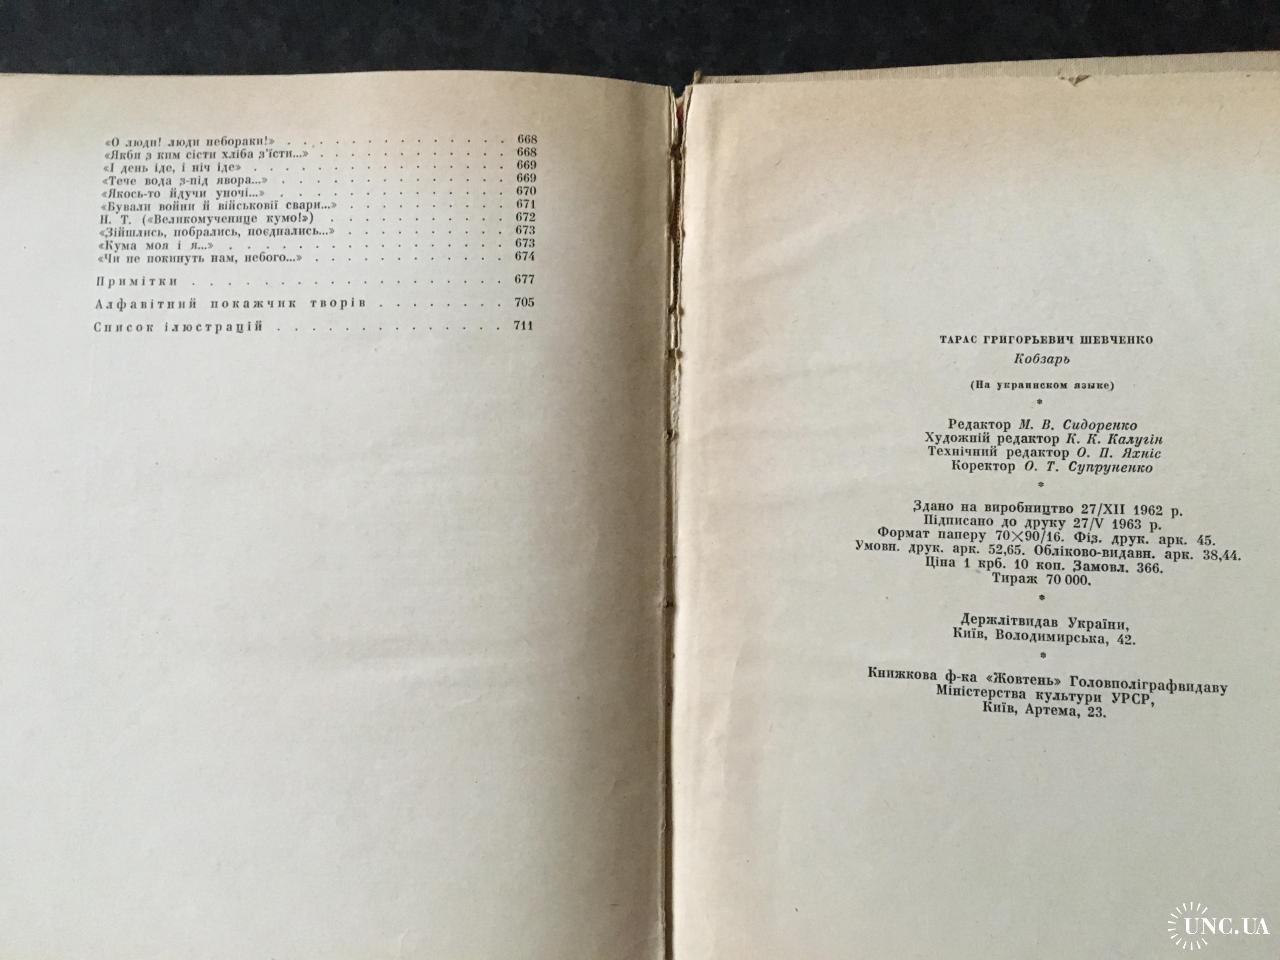 «О люди! люди небораки!» . . . . . . . . . . . . . . 668
«Якби з ким сісти хліба з'їсти...» . . . . . . . . . . . . 668
«І день іде, і ніч іде» . . . . . . . . . . . . . . . . 669
«Тече вода з-під явора...» . . . . . . . . . . . . . . 669
«Якось-то йдучи уночі...» . . . . . . . . . . . . . . 670
«Бували войни й військовії свари...» . . . . . . . . . . 671
Н. Т. («Великомученице кумо!») . . . . . . . . . . . . 672
«Зійшлись, побрались, поєднались...» . . . . . . . . . . 673
«Кума моя і я...» . . . . . . . . . . . . . . . . . . 673
«Чи не покинуть нам, небого...» . . . . . . . . . . . . 674
Примітки . . . . . . . . . . . . . . . . . . . . 677
Алфавітний покажчик творів . . . . . . . . 705
Список ілюстрацій . . . . . . . . . . . . . . 711
ТАРАС ГРИГОРЬЕВИЧ ШЕВЧЕНКО
Кобзарь
(На украинском языке)
*
Редактор М. В. Сидоренко
Художній редактор К. К. Калугін
Технічний редактор О. П. Яхніс
Коректор О. Т. Супруненко
*
Здано на виробництво 27/XII 1962 р.
Підписано до друку 27/V 1963 р.
Формат паперу 70×90/16. Фіз. друк. арк. 45.
Умовн. друк. арк. 52,65. Обліково-видавн. арк. 38,44.
Ціна 1 крб. 10 коп. Замовл. 366.
Тираж 70 000.
*
Держлітвидав України,
Київ, Володимирська, 42.
*
Книжкова ф-ка «Жовтень» Головполіграфвидаву
Міністерства культури УРСР,
Київ, Артема, 23.
UNC.UA